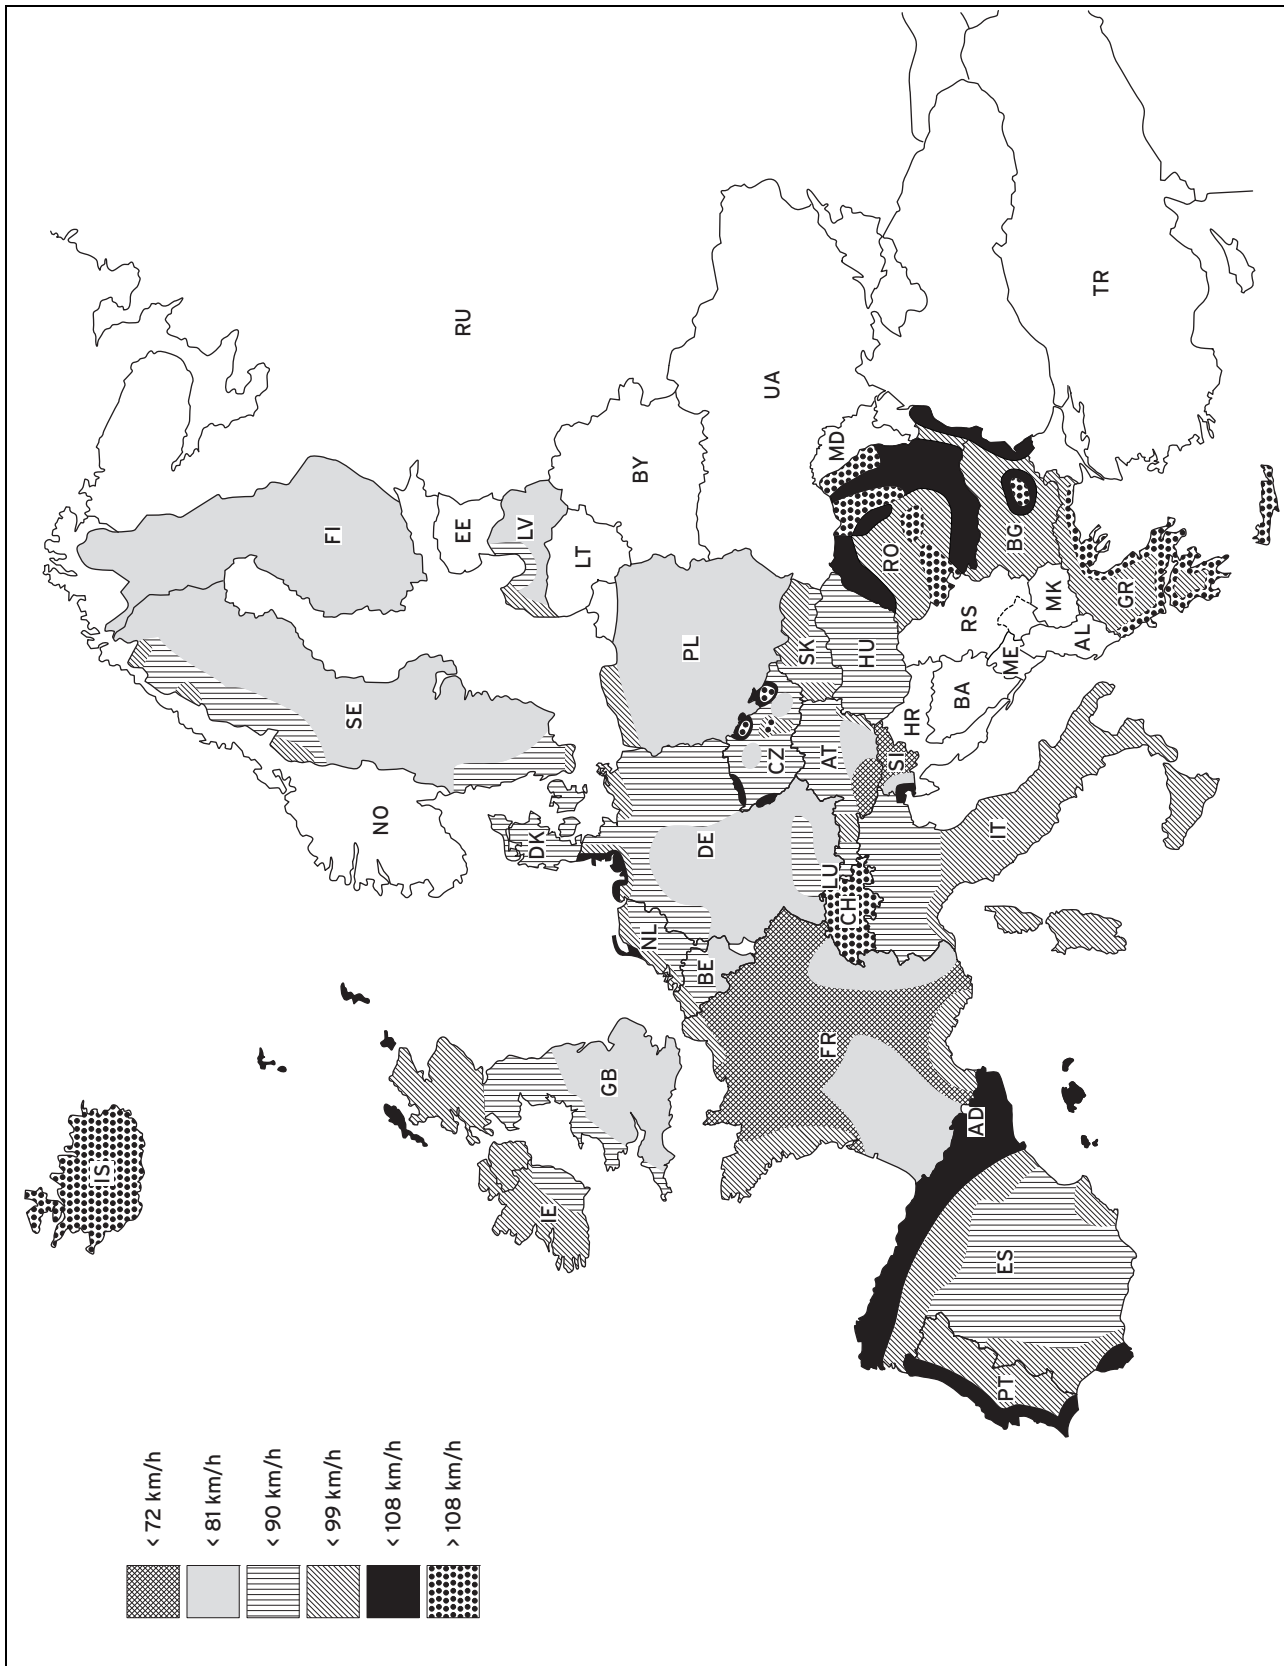 < 72 km/h
< 81 km/h
< 90 km/h
< 99 km/h
< 108 km/h
> 108 km/h
IS
NO
SE
FI
RU
EE
LV
LT
DK
IE
GB
NL
BE
DE
PL
BY
UA
LU
CZ
SK
MD
FR
CH
AT
HU
RO
SI
HR
BA
RS
ME
MK
AL
BG
GR
TR
IT
AD
ES
PT